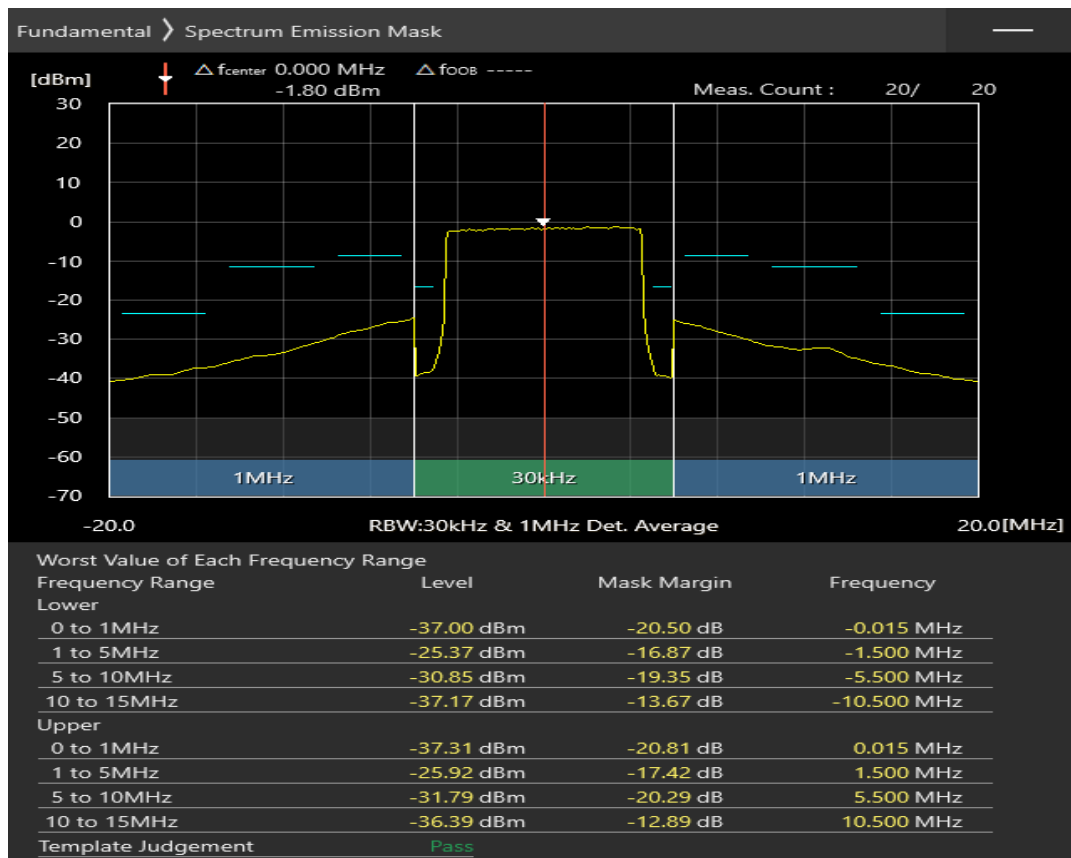 Fundamental ❯ Spectrum Emission Mask
[dBm] △ fcenter 0.000 MHz △ fOOB -----
-1.80 dBm Meas. Count : 20/ 20
30
20
10
0
-10
-20
-30
-40
-50
-60
1MHz 30kHz 1MHz
-70
-20.0 RBW:30kHz & 1MHz Det. Average 20.0[MHz]
Worst Value of Each Frequency Range
Frequency Range Level Mask Margin Frequency
Lower
0 to 1MHz -37.00 dBm -20.50 dB -0.015 MHz
1 to 5MHz -25.37 dBm -16.87 dB -1.500 MHz
5 to 10MHz -30.85 dBm -19.35 dB -5.500 MHz
10 to 15MHz -37.17 dBm -13.67 dB -10.500 MHz
Upper
0 to 1MHz -37.31 dBm -20.81 dB 0.015 MHz
1 to 5MHz -25.92 dBm -17.42 dB 1.500 MHz
5 to 10MHz -31.79 dBm -20.29 dB 5.500 MHz
10 to 15MHz -36.39 dBm -12.89 dB 10.500 MHz
Template Judgement Pass